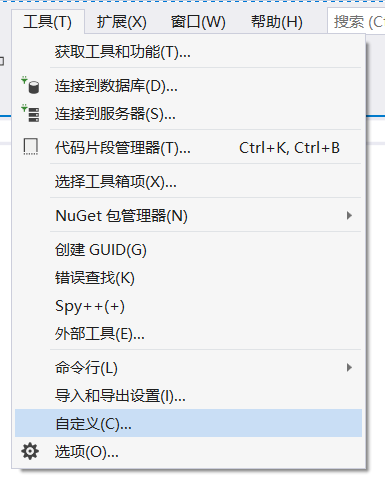 工具(T) 扩展(X) 窗口(W) 帮助(H) 搜索 (C
获取工具和功能(T)...
连接到数据库(D)...
连接到服务器(S)...
代码片段管理器(T)... Ctrl+K, Ctrl+B
选择工具箱项(X)...
NuGet 包管理器(N)
创建 GUID(G)
错误查找(K)
Spy++(+)
外部工具(E)...
命令行(L)
导入和导出设置(I)...
自定义(C)...
选项(O)...